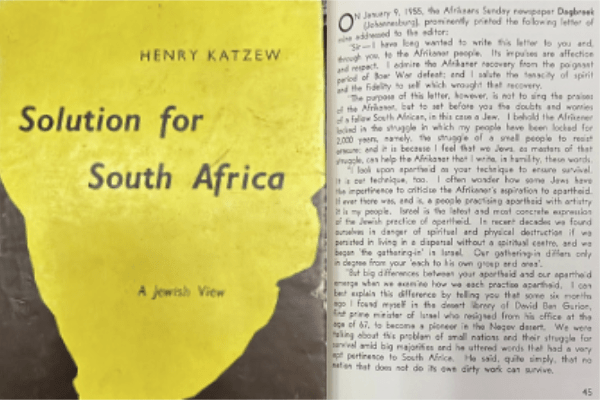 HENRY KATZEW
Solution for
South Africa
A Jewish View
ON January 9, 1955, the Afrikaans Sunday newspaper Dagbreek
(Johannesburg), prominently printed the following letter of
mine addressed to the editor:
"Sir—I have long wanted to write this letter to you and,
through you, to the Afrikaner people. Its impulses are affection
and respect. I admire the Afrikaner recovery from the poignant
period of Boer War defeat; and I salute the tenacity of spirit
and the fidelity to self which wrought that recovery.
"The purpose of this letter, however, is not to sing the praises
of the Afrikaner, but to set before you the doubts and worries
of a fellow South African, in this case a Jew. I behold the Afrikaner
locked in the struggle in which my people have been locked for
2,000 years, namely, the struggle of a small people to resist
and it is because I feel that we Jews, as masters of that
struggle, can help the Afrikaner that I write, in humility, these words.
"I look upon apartheid as your technique to ensure survival.
It is our technique, too. I often wonder how some Jews have
the impertinence to criticise the Afrikaner's aspiration to apartheid.
If ever there was, and is, a people practising apartheid with artistry
it is my people. Israel is the latest and most concrete expression
of the Jewish practice of apartheid. In recent decades we found
ourselves in danger of spiritual and physical destruction if we
persisted in living in a dispersal without a spiritual centre, and we
began 'the gathering-in' in Israel. Our gathering-in differs only
in degree from your 'each to his own group and area'.
"But big differences between your apartheid and our apartheid
emerge when we examine how we each practise apartheid. I can
best explain this difference by telling you that some six months
ago I found myself in the desert library of David Ben Gurion,
first prime minister of Israel who resigned from his office at the
age of 67, to become a pioneer in the Negev desert. We were
talking about this problem of small nations and their struggle for
survival amid big majorities and he uttered words that had a very
apt pertinence to South Africa. He said, quite simply, that no
nation that does not do its own dirty work can survive.
45